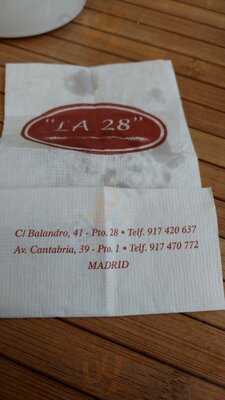 "LA 28"
C/ Balandro, 41 - Pto. 28 • Telf. 917 420 637
Av. Cantabria, 39 - Pto. 1 • Telf. 917 470 772
MADRID